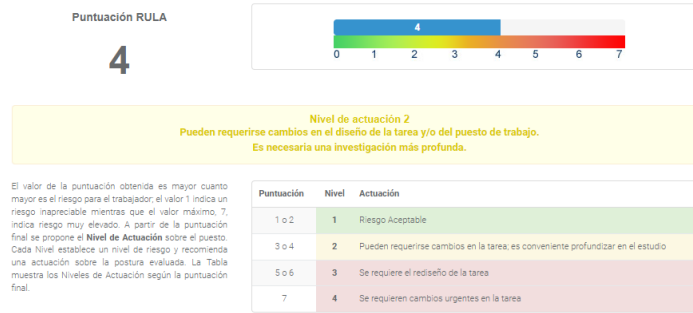 Puntuación RULA
4
4
0 1 2 3 4 5 6 7
Nivel de actuación 2
Pueden requerirse cambios en el diseño de la tarea y/o del puesto de trabajo.
Es necesaria una investigación más profunda.
El valor de la puntuación obtenida es mayor cuanto
mayor es el riesgo para el trabajador; el valor 1 indica un
riesgo inapreciable mientras que el valor máximo, 7,
indica riesgo muy elevado. A partir de la puntuación
final se propone el Nivel de Actuación sobre el puesto.
Cada Nivel establece un nivel de riesgo y recomienda
una actuación sobre la postura evaluada. La Tabla
muestra los Niveles de Actuación según la puntuación
final.
Puntuación Nivel Actuación
1 o 2 1 Riesgo Aceptable
3 o 4 2 Pueden requerirse cambios en la tarea; es conveniente profundizar en el estudio
5 o 6 3 Se requiere el rediseño de la tarea
7 4 Se requieren cambios urgentes en la tarea